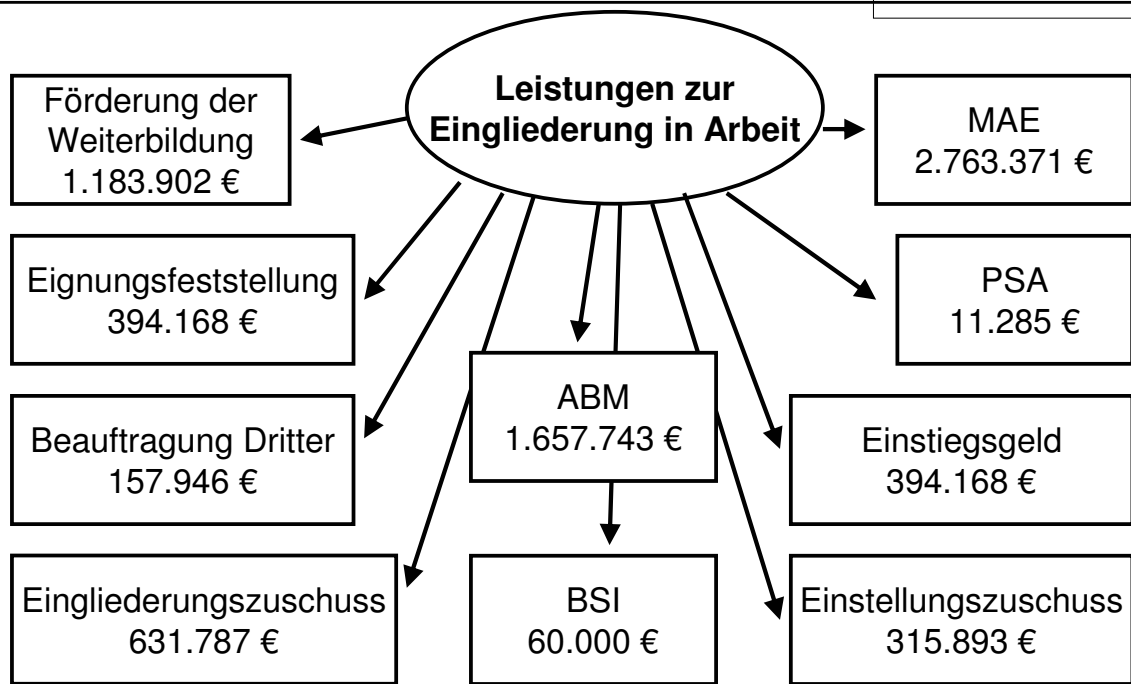 Leistungen zur
Eingliederung in Arbeit
Förderung der
Weiterbildung
1.183.902 €
MAE
2.763.371 €
Eignungsfeststellung
394.168 €
PSA
11.285 €
ABM
1.657.743 €
Beauftragung Dritter
157.946 €
Einstiegsgeld
394.168 €
Eingliederungszuschuss
631.787 €
BSI
60.000 €
Einstellungszuschuss
315.893 €